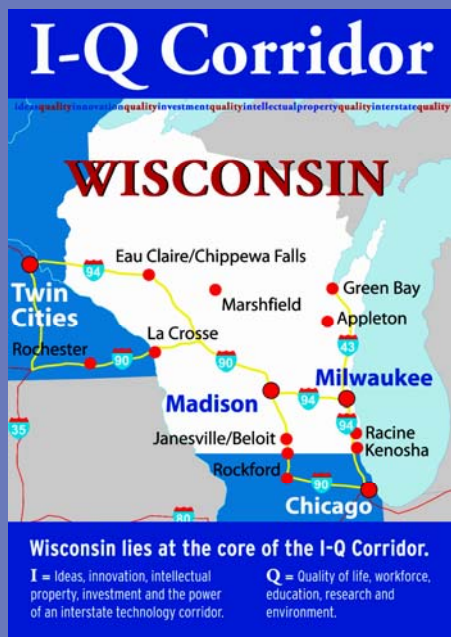 I-Q Corridor
ideasqualityinnovationqualityinvestmentqualityintellectualpropertyqualityinterstatequality
WISCONSIN
94
Eau Claire/Chippewa Falls
Twin
Cities
Marshfield
Green Bay
Appleton
La Crosse
Rochester
90
90
43
Milwaukee
Madison
94
94
35
Janesville/Beloit
Racine
Kenosha
Rockford
90
Chicago
80
Wisconsin lies at the core of the I-Q Corridor.
I = Ideas, innovation, intellectual
property, investment and the power
of an interstate technology corridor.
Q = Quality of life, workforce,
education, research and
environment.